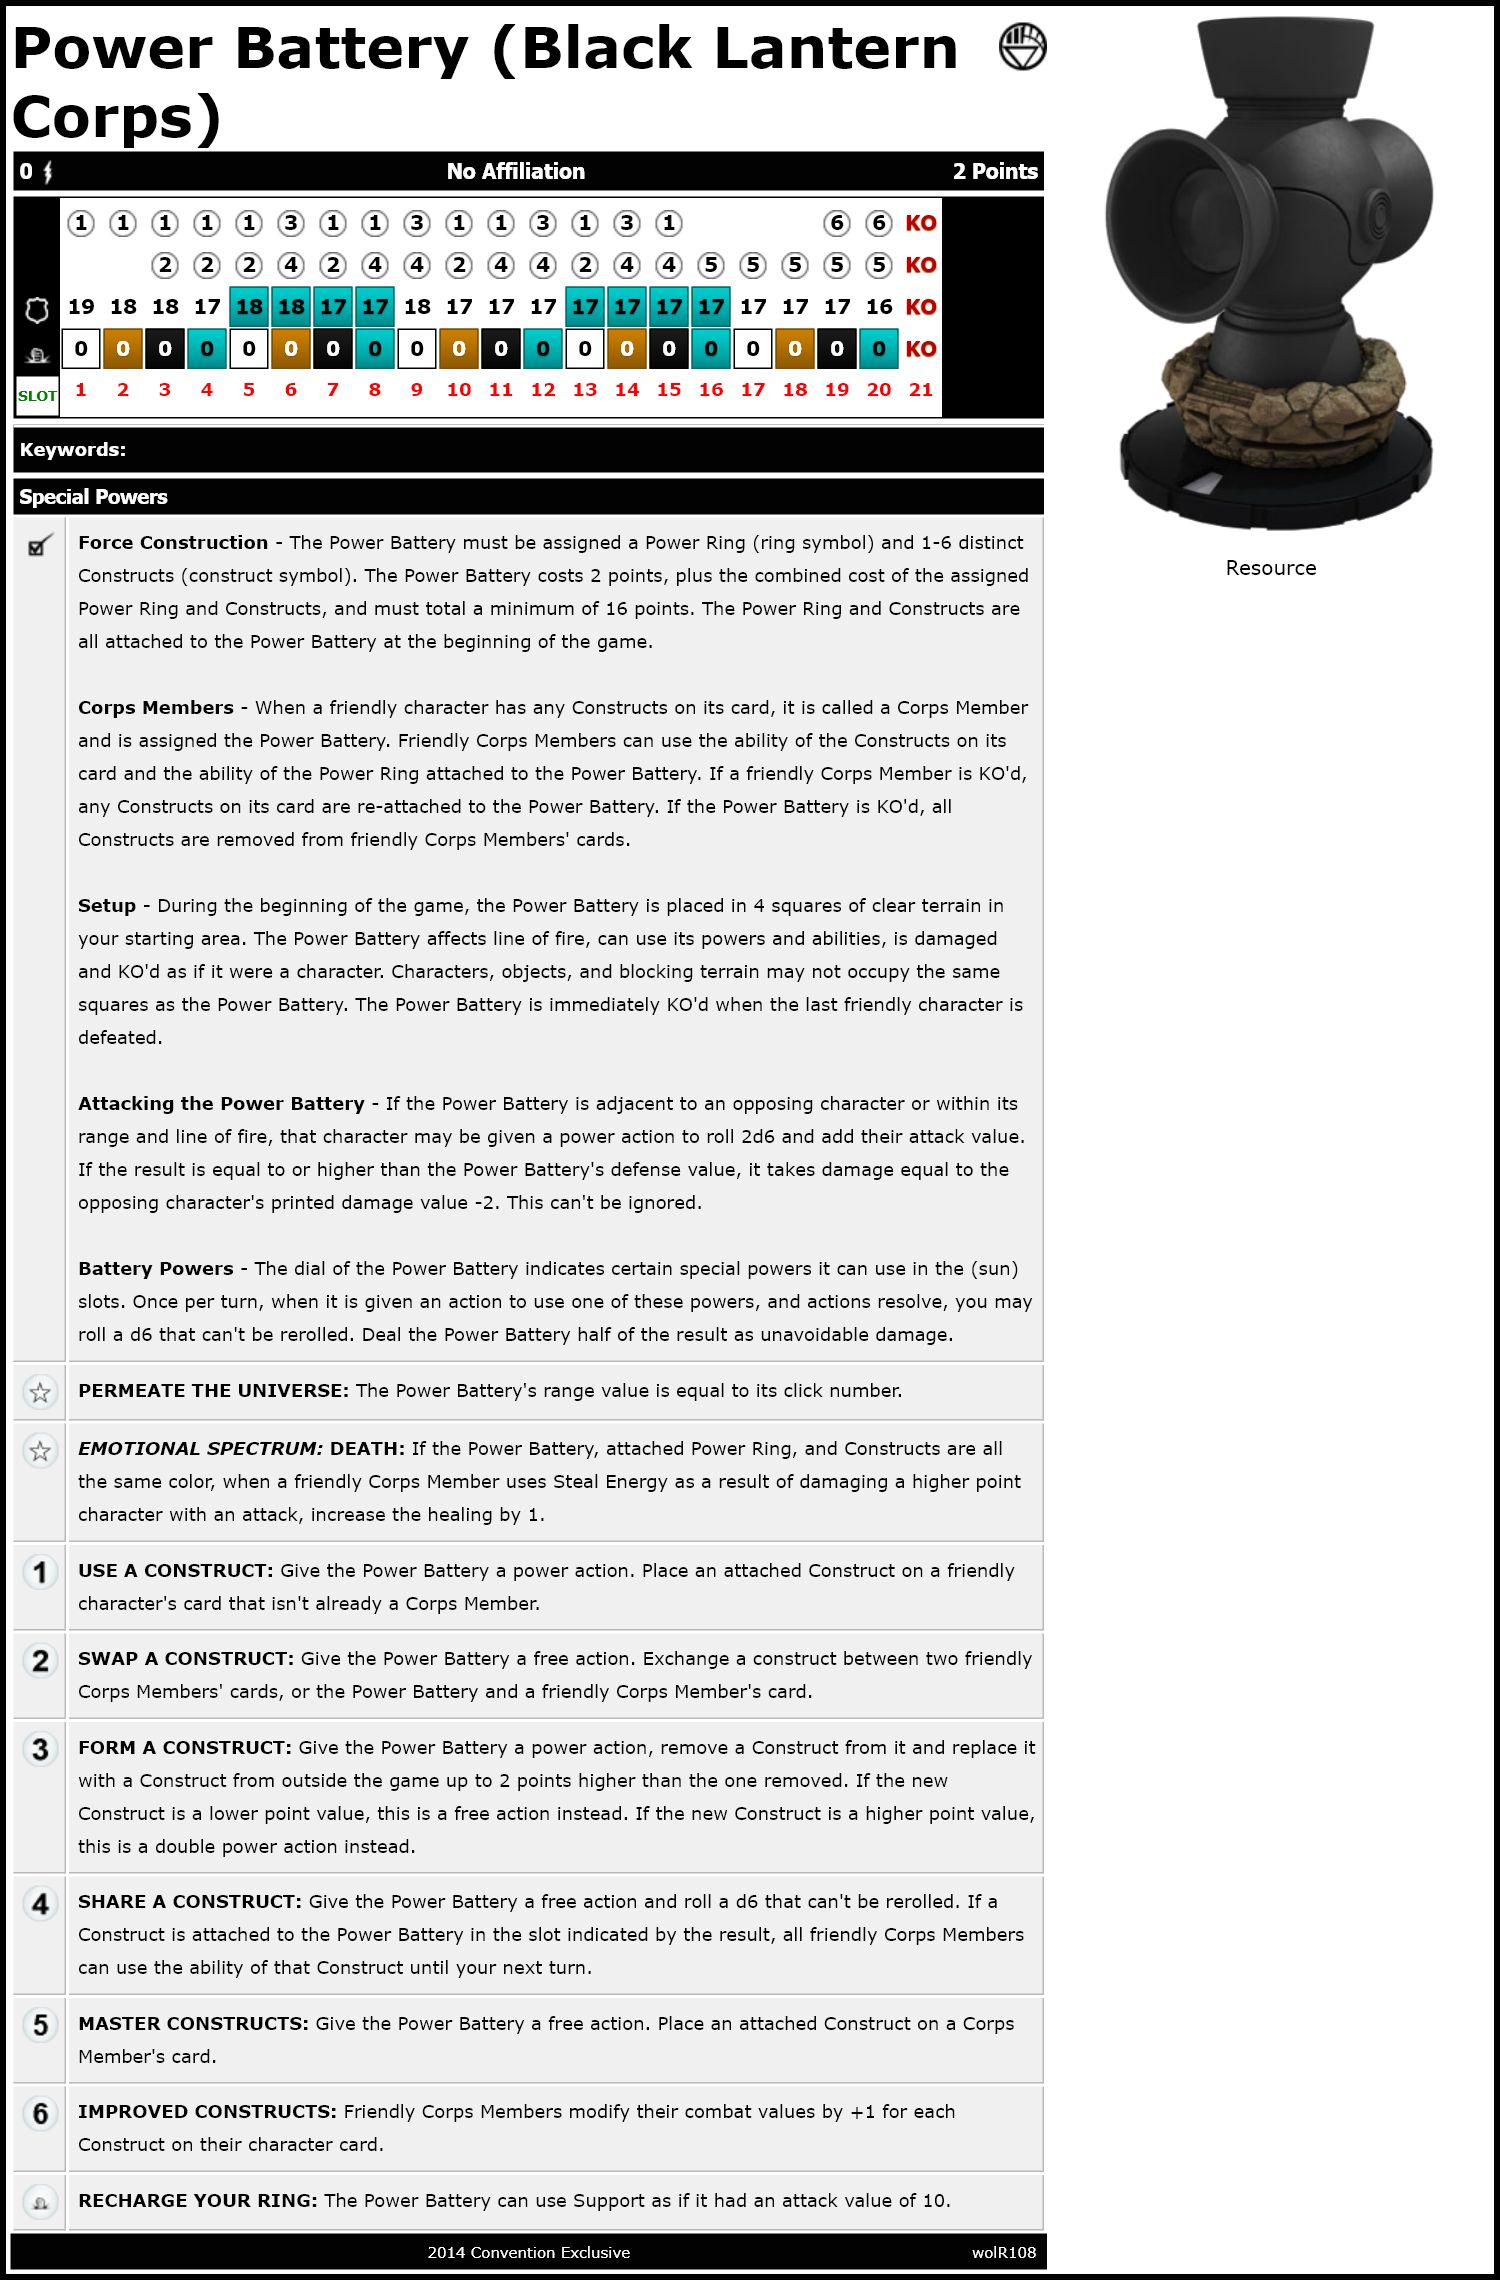 Power Battery (Black Lantern
Corps)
0 No Affiliation 2 Points
1 1 1 1 1 3 1 1 3 1 1 3 1 3 1 6 6 KO
2 2 2 4 2 4 4 2 4 4 2 4 4 5 5 5 5 5 KO
19 18 18 17 18 18 17 17 18 17 17 17 17 17 17 17 17 17 17 16 KO
0 0 0 0 0 0 0 0 0 0 0 0 0 0 0 0 0 0 0 0 KO
SLOT 1 2 3 4 5 6 7 8 9 10 11 12 13 14 15 16 17 18 19 20 21
Keywords:
Special Powers
Force Construction - The Power Battery must be assigned a Power Ring (ring symbol) and 1-6 distinct
Constructs (construct symbol). The Power Battery costs 2 points, plus the combined cost of the assigned
Power Ring and Constructs, and must total a minimum of 16 points. The Power Ring and Constructs are
all attached to the Power Battery at the beginning of the game.
Corps Members - When a friendly character has any Constructs on its card, it is called a Corps Member
and is assigned the Power Battery. Friendly Corps Members can use the ability of the Constructs on its
card and the ability of the Power Ring attached to the Power Battery. If a friendly Corps Member is KO'd,
any Constructs on its card are re-attached to the Power Battery. If the Power Battery is KO'd, all
Constructs are removed from friendly Corps Members' cards.
Setup - During the beginning of the game, the Power Battery is placed in 4 squares of clear terrain in
your starting area. The Power Battery affects line of fire, can use its powers and abilities, is damaged
and KO'd as if it were a character. Characters, objects, and blocking terrain may not occupy the same
squares as the Power Battery. The Power Battery is immediately KO'd when the last friendly character is
defeated.
Attacking the Power Battery - If the Power Battery is adjacent to an opposing character or within its
range and line of fire, that character may be given a power action to roll 2d6 and add their attack value.
If the result is equal to or higher than the Power Battery's defense value, it takes damage equal to the
opposing character's printed damage value -2. This can't be ignored.
Battery Powers - The dial of the Power Battery indicates certain special powers it can use in the (sun)
slots. Once per turn, when it is given an action to use one of these powers, and actions resolve, you may
roll a d6 that can't be rerolled. Deal the Power Battery half of the result as unavoidable damage.
PERMEATE THE UNIVERSE: The Power Battery's range value is equal to its click number.
EMOTIONAL SPECTRUM: DEATH: If the Power Battery, attached Power Ring, and Constructs are all
the same color, when a friendly Corps Member uses Steal Energy as a result of damaging a higher point
character with an attack, increase the healing by 1.
1 USE A CONSTRUCT: Give the Power Battery a power action. Place an attached Construct on a friendly
character's card that isn't already a Corps Member.
2 SWAP A CONSTRUCT: Give the Power Battery a free action. Exchange a construct between two friendly
Corps Members' cards, or the Power Battery and a friendly Corps Member's card.
3 FORM A CONSTRUCT: Give the Power Battery a power action, remove a Construct from it and replace it
with a Construct from outside the game up to 2 points higher than the one removed. If the new
Construct is a lower point value, this is a free action instead. If the new Construct is a higher point value,
this is a double power action instead.
4 SHARE A CONSTRUCT: Give the Power Battery a free action and roll a d6 that can't be rerolled. If a
Construct is attached to the Power Battery in the slot indicated by the result, all friendly Corps Members
can use the ability of that Construct until your next turn.
5 MASTER CONSTRUCTS: Give the Power Battery a free action. Place an attached Construct on a Corps
Member's card.
6 IMPROVED CONSTRUCTS: Friendly Corps Members modify their combat values by +1 for each
Construct on their character card.
RECHARGE YOUR RING: The Power Battery can use Support as if it had an attack value of 10.
2014 Convention Exclusive wolR108
Resource